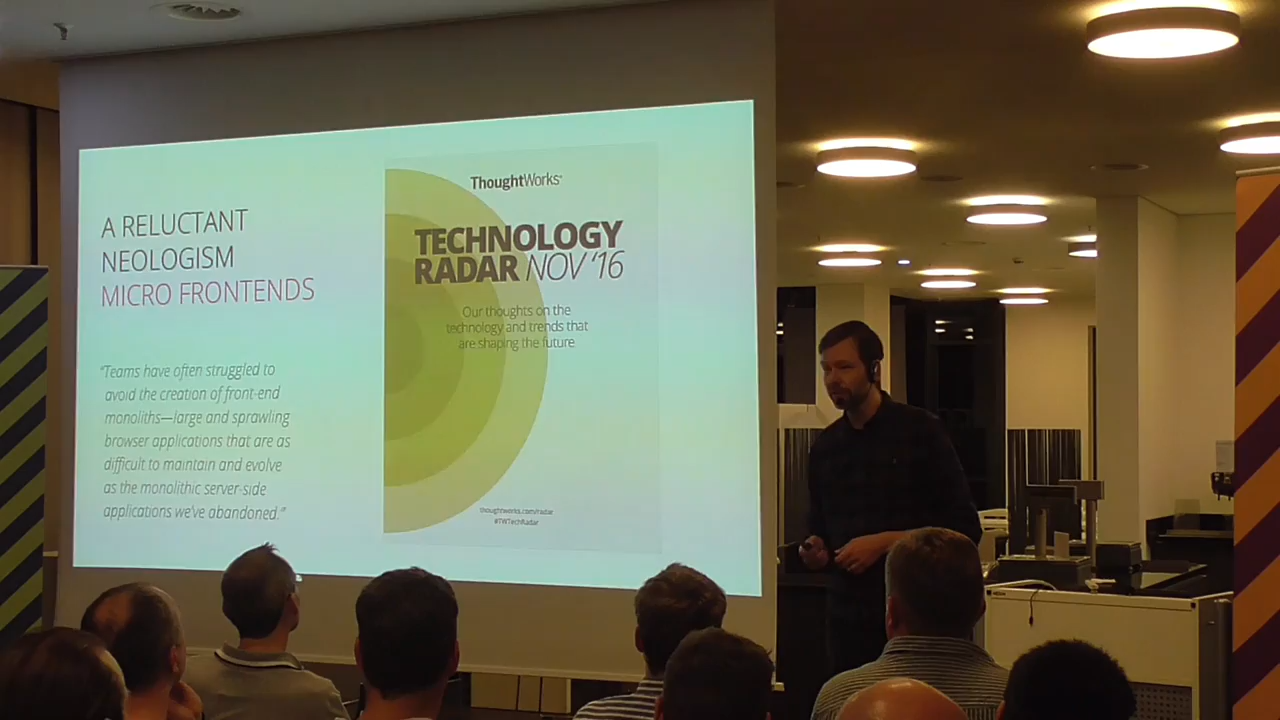 A RELUCTANT
NEOLOGISM
MICRO FRONTENDS
"Teams have often struggled to
avoid the creation of front-end
monoliths—large and sprawling
browser applications that are as
difficult to maintain and evolve
as the monolithic server-side
applications we've abandoned."
ThoughtWorks®
TECHNOLOGY
RADAR NOV '16
Our thoughts on the
technology and trends that
are shaping the future
thoughtworks.com/radar
#TWTechRadar